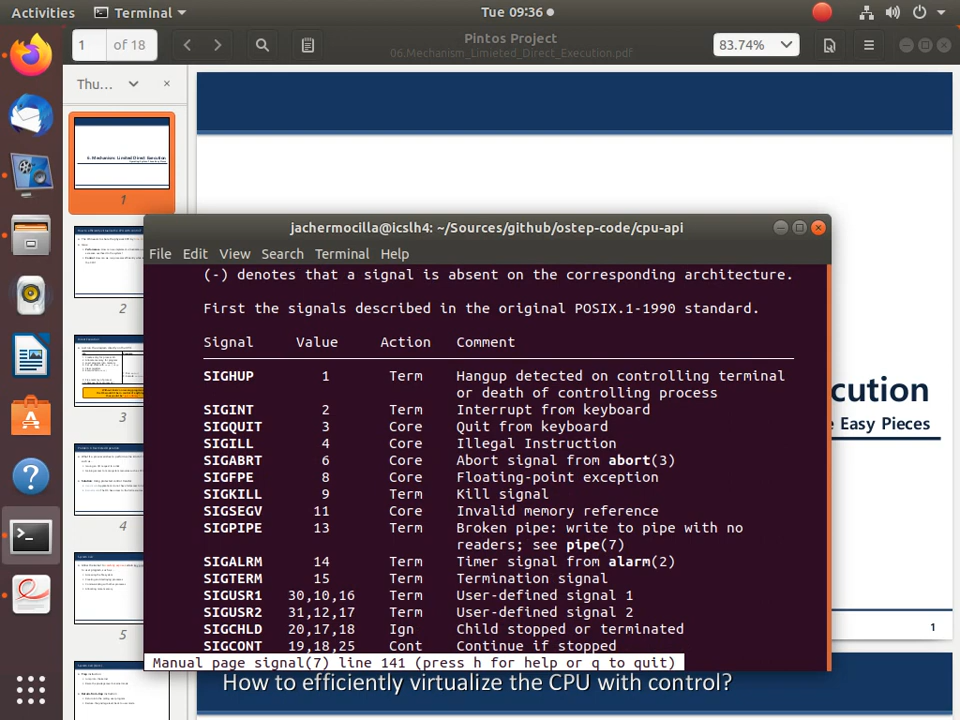 Activities Terminal Tue 09:36
1 of 18
Pintos Project
06.Mechanism_Limieted_Direct_Execution.pdf
83.74%
Thu...
6. Mechanism: Limited Direct Execution
1
2
3
4
5
cution
e Easy Pieces
1
jachermocilla@icslh4: ~/Sources/github/ostep-code/cpu-api
File Edit View Search Terminal Help
(-) denotes that a signal is absent on the corresponding architecture.
First the signals described in the original POSIX.1-1990 standard.
Signal Value Action Comment
SIGHUP 1 Term Hangup detected on controlling terminal
or death of controlling process
SIGINT 2 Term Interrupt from keyboard
SIGQUIT 3 Core Quit from keyboard
SIGILL 4 Core Illegal Instruction
SIGABRT 6 Core Abort signal from abort(3)
SIGFPE 8 Core Floating-point exception
SIGKILL 9 Term Kill signal
SIGSEGV 11 Core Invalid memory reference
SIGPIPE 13 Term Broken pipe: write to pipe with no
readers; see pipe(7)
SIGALRM 14 Term Timer signal from alarm(2)
SIGTERM 15 Term Termination signal
SIGUSR1 30,10,16 Term User-defined signal 1
SIGUSR2 31,12,17 Term User-defined signal 2
SIGCHLD 20,17,18 Ign Child stopped or terminated
SIGCONT 19,18,25 Cont Continue if stopped
Manual page signal(7) line 141 (press h for help or q to quit)
How to efficiently virtualize the CPU with control?